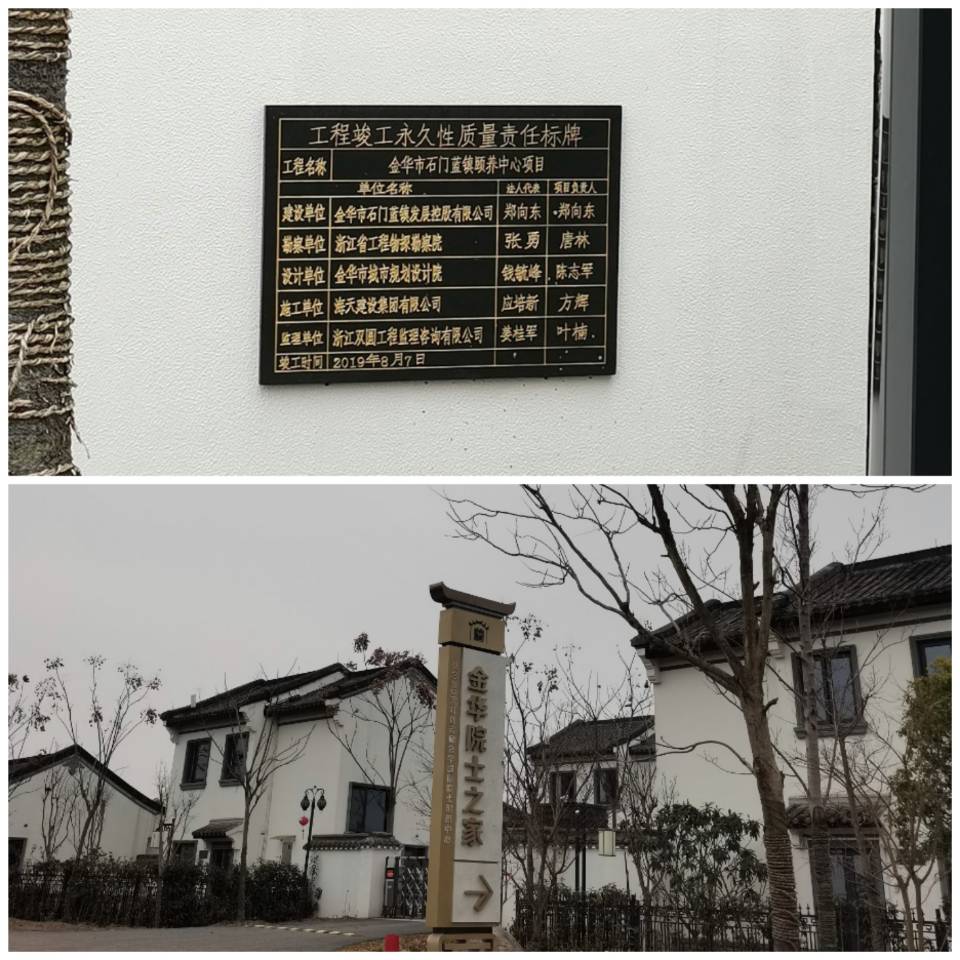 工程竣工永久性质量责任标牌
工程名称 金华市石门蓝镇颐养中心项目
单位名称 法人代表 项目负责人
建设单位 金华市石门蓝镇发展控股有限公司 郑向东 郑向东
勘察单位 浙江省工程物探勘察院 张勇 唐林
设计单位 金华市城市规划设计院 钱毓峰 陈志军
施工单位 海天建设集团有限公司 应培新 方辉
监理单位 浙江双圆工程监理咨询有限公司 姜桂军 叶楠
竣工时间 2019年8月7日
金华院士之家